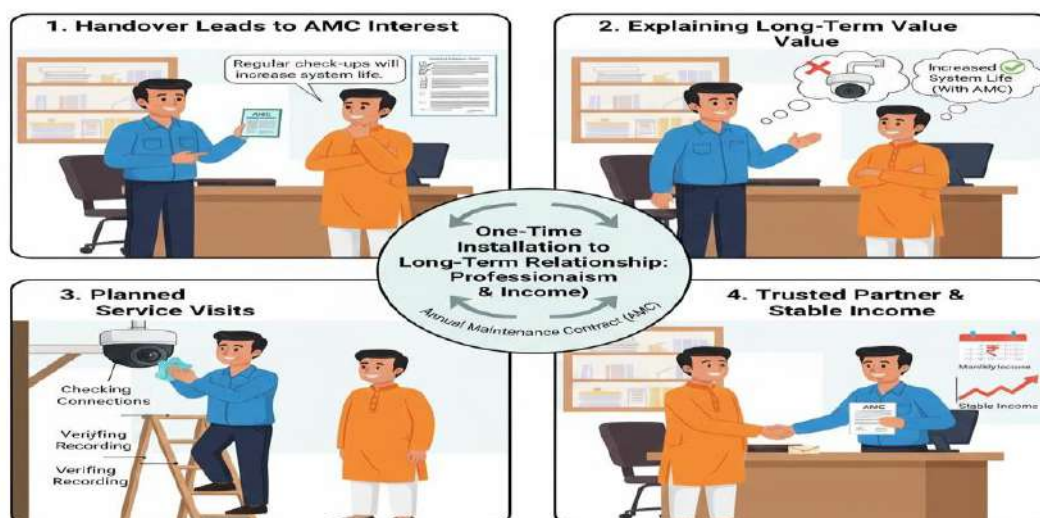 1. Handover Leads to AMC Interest
Regular check-ups will
increase system life.
AMC
2. Explaining Long-Term Value
Value
Increased
System Life
(With AMC)
One-Time
Installation to
Long-Term Relationship:
Professionaism
& Income)
Annual Maintenance Contract (AMC)
3. Planned
Service Visits
Checking
Connections
Veriyfing
Recording
Verifing
Recording
4. Trusted Partner &
Stable Income
₹
Monthly Income
Stable Income
AMC